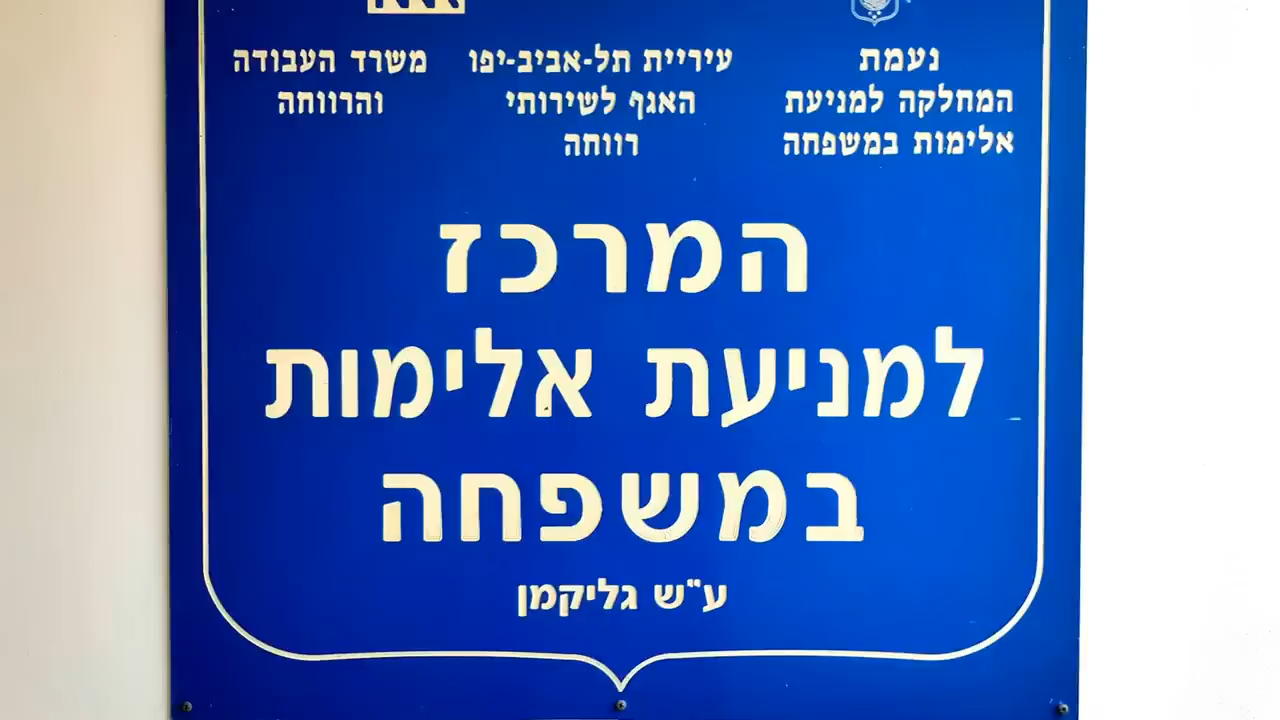 נעמת
המחלקה למניעת
אלימות במשפחה
עיריית תל-אביב-יפו
האגף לשירותי
רווחה
משרד העבודה
והרווחה
המרכז
למניעת אלימות
במשפחה
ע"ש גליקמן